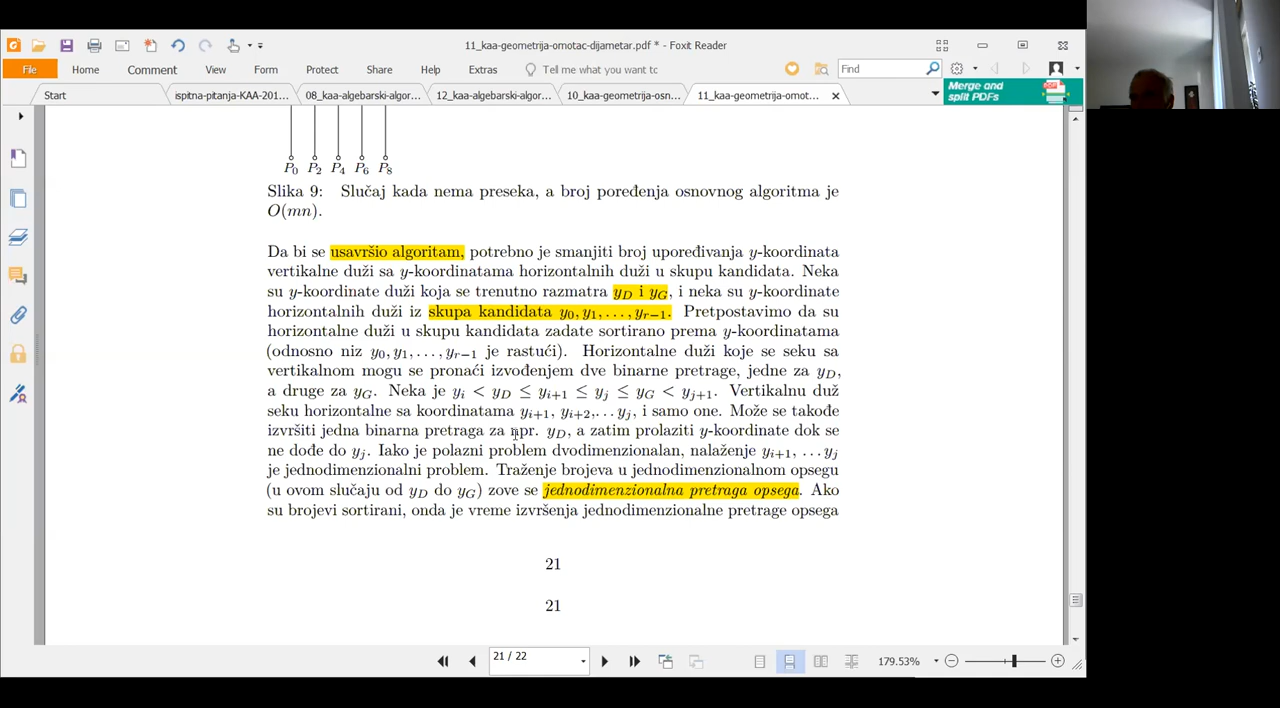 11_kaa-geometrija-omotac-dijametar.pdf * - Foxit Reader
File Home Comment View Form Protect Share Help Extras Tell me what you want to Find
Start ispitna-pitanja-KAA-201... 08_kaa-algebarski-algor... 12_kaa-algebarski-algor... 10_kaa-geometrija-osn... 11_kaa-geometrija-omot...
Merge and
split PDFs
P0 P2 P4 P6 P8
Slika 9: Slučaj kada nema preseka, a broj poređenja osnovnog algoritma je
O(mn).
Da bi se usavršio algoritam, potrebno je smanjiti broj upoređivanja y-koordinata
vertikalne duži sa y-koordinatama horizontalnih duži u skupu kandidata. Neka
su y-koordinate duži koja se trenutno razmatra yD i yG, i neka su y-koordinate
horizontalnih duži iz skupa kandidata y0, y1, . . . , yr−1. Pretpostavimo da su
horizontalne duži u skupu kandidata zadate sortirano prema y-koordinatama
(odnosno niz y0, y1, . . . , yr−1 je rastući). Horizontalne duži koje se seku sa
vertikalnom mogu se pronaći izvođenjem dve binarne pretrage, jedne za yD,
a druge za yG. Neka je yi < yD ≤ yi+1 ≤ yj ≤ yG < yj+1. Vertikalnu duž
seku horizontalne sa koordinatama yi+1, yi+2,. . . yj, i samo one. Može se takođe
izvršiti jedna binarna pretraga za npr. yD, a zatim prolaziti y-koordinate dok se
ne dođe do yj. Iako je polazni problem dvodimenzionalan, nalaženje yi+1, . . . yj
je jednodimenzionalni problem. Traženje brojeva u jednodimenzionalnom opsegu
(u ovom slučaju od yD do yG) zove se jednodimenzionalna pretraga opsega. Ako
su brojevi sortirani, onda je vreme izvršenja jednodimenzionalne pretrage opsega
21
21
21 / 22
179.53%